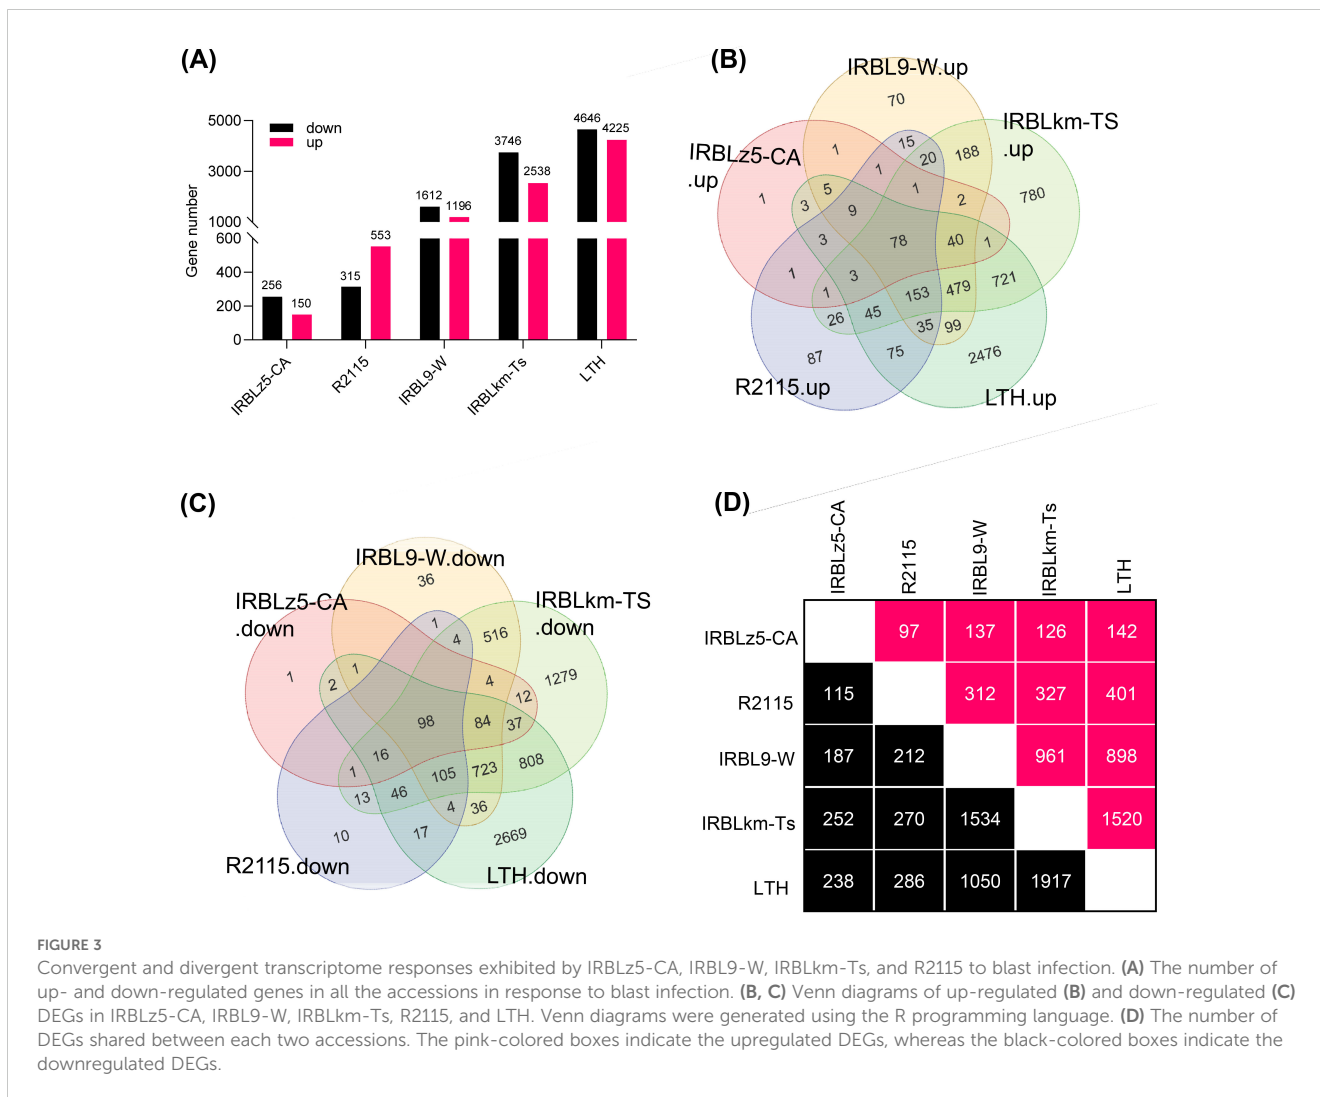 (A)
5000
3000
1000
600
400
200
0
Gene number
down
up
256
150
315
553
1612
1196
3746
2538
4646
4225
IRBLz5-CA
R2115
IRBL9-W
IRBLkm-Ts
LTH
(B)
IRBL9-W.up
IRBLkm-TS
.up
IRBLz5-CA
.up
R2115.up
LTH.up
70
15
20
188
1
1
780
1
1
2
5
3
9
3
78
40
1
1
3
1
153
479
721
26
45
35
99
87
75
2476
(C)
IRBL9-W.down
IRBLkm-TS
.down
IRBLz5-CA
.down
R2115.down
LTH.down
36
1
4
516
1
2
1
4
12
1279
98
84
37
16
1
105
723
808
13
46
4
36
10
17
2669
(D)
IRBLz5-CA
R2115
IRBL9-W
IRBLkm-Ts
LTH
IRBLz5-CA 97 137 126 142
R2115 115 312 327 401
IRBL9-W 187 212 961 898
IRBLkm-Ts 252 270 1534 1520
LTH 238 286 1050 1917
FIGURE 3
Convergent and divergent transcriptome responses exhibited by IRBLz5-CA, IRBL9-W, IRBLkm-Ts, and R2115 to blast infection. (A) The number of
up- and down-regulated genes in all the accessions in response to blast infection. (B, C) Venn diagrams of up-regulated (B) and down-regulated (C)
DEGs in IRBLz5-CA, IRBL9-W, IRBLkm-Ts, R2115, and LTH. Venn diagrams were generated using the R programming language. (D) The number of
DEGs shared between each two accessions. The pink-colored boxes indicate the upregulated DEGs, whereas the black-colored boxes indicate the
downregulated DEGs.